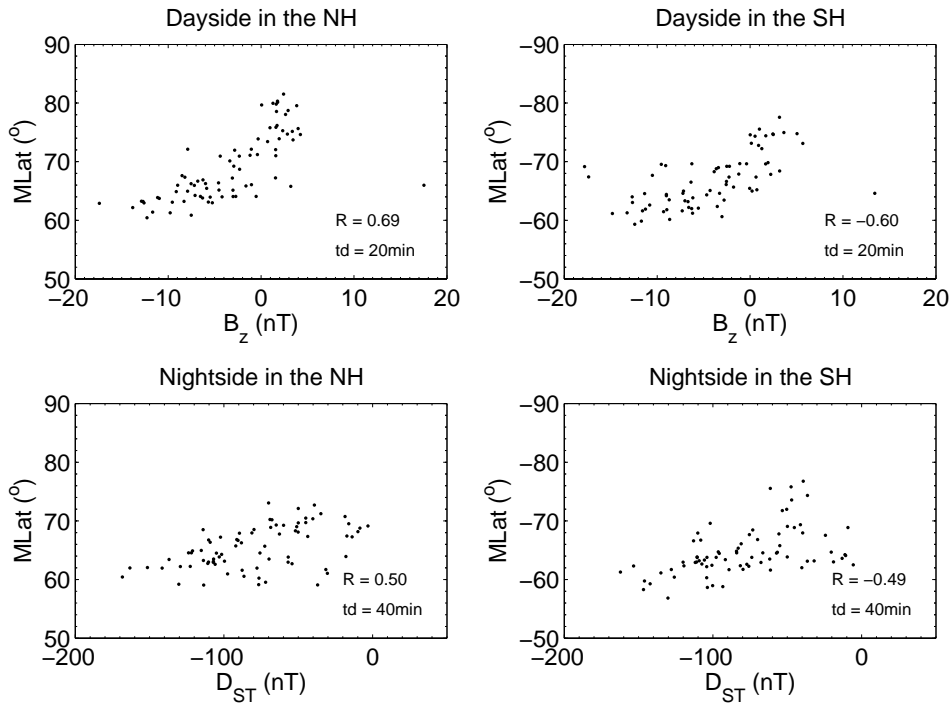 Dayside in the NH
90
80
70
60
50
MLat (°)
−20
−10
0
10
20
B_z (nT)
R = 0.69
td = 20min
Dayside in the SH
−90
−80
−70
−60
−50
MLat (°)
−20
−10
0
10
20
B_z (nT)
R = −0.60
td = 20min
Nightside in the NH
90
80
70
60
50
MLat (°)
−200
−100
0
D_ST (nT)
R = 0.50
td = 40min
Nightside in the SH
−90
−80
−70
−60
−50
MLat (°)
−200
−100
0
D_ST (nT)
R = −0.49
td = 40min